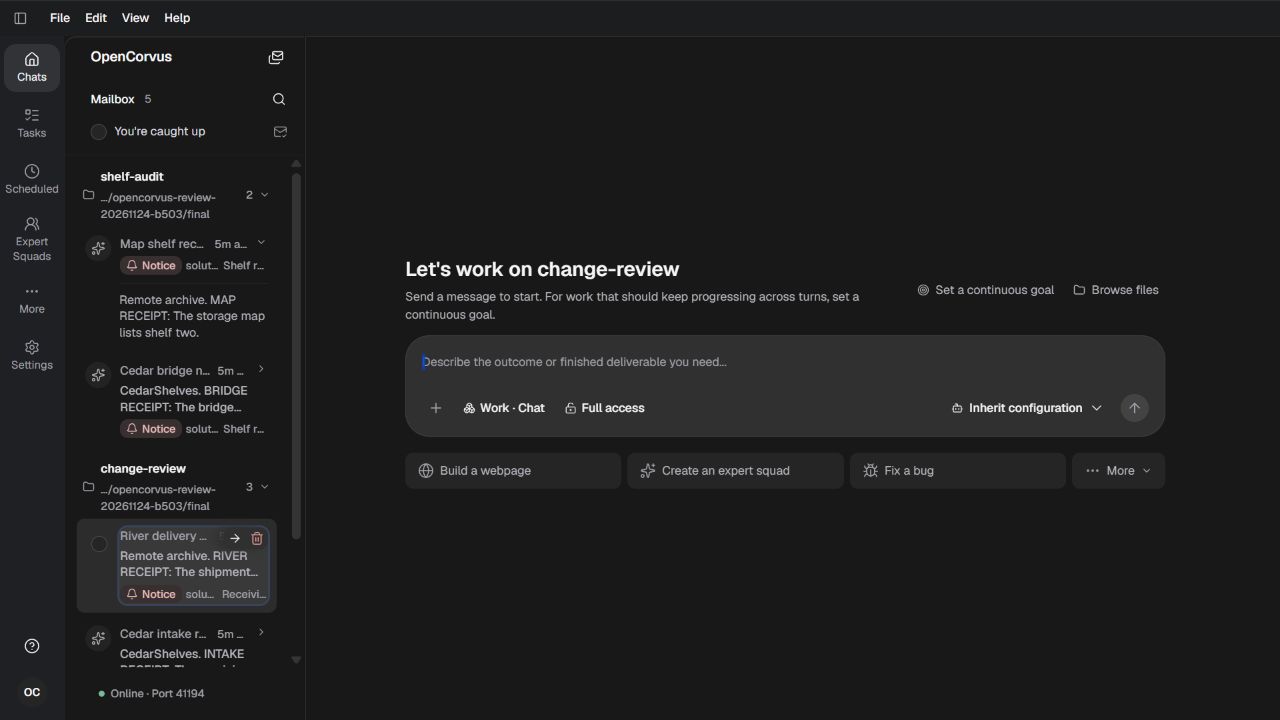 File Edit View Help
OpenCorvus
Chats
Mailbox 5
You're caught up
Tasks
Scheduled
Expert
Squads
More
Settings
OC
shelf-audit
.../opencorvus-review-
20261124-b503/final
2
Map shelf rec... 5m a...
Notice solut... Shelf r...
Remote archive. MAP
RECEIPT: The storage map
lists shelf two.
Cedar bridge n... 5m ...
CedarShelves. BRIDGE
RECEIPT: The bridge...
Notice solut... Shelf r...
change-review
.../opencorvus-review-
20261124-b503/final
3
River delivery ...
Remote archive. RIVER
RECEIPT: The shipment...
Notice solu... Receivi...
Cedar intake r... 5m ...
CedarShelves. INTAKE
Online · Port 41194
Let's work on change-review
Send a message to start. For work that should keep progressing across turns, set a
continuous goal.
Set a continuous goal Browse files
Describe the outcome or finished deliverable you need...
Work · Chat Full access Inherit configuration
Build a webpage Create an expert squad Fix a bug More